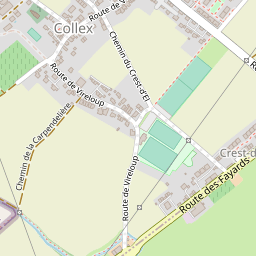 Collex
Route de
Chemin du Crest-d'El
Route de Vireloup
Chemin de la Carpendelière
Crest-d
Route de Vireloup
Route des Fayards